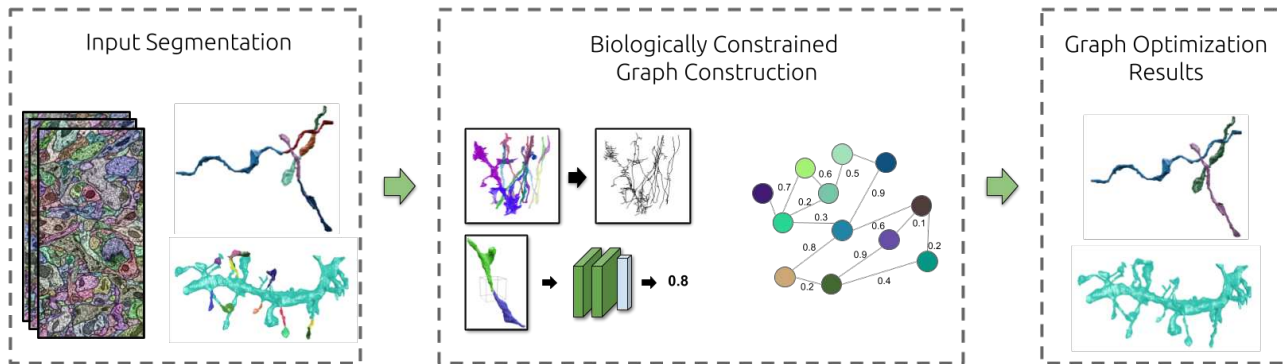 Input Segmentation
Biologically Constrained
Graph Construction
Graph Optimization
Results
0.8
0.7
0.6
0.5
0.2
0.9
0.3
0.6
0.1
0.8
0.9
0.2
0.2
0.4